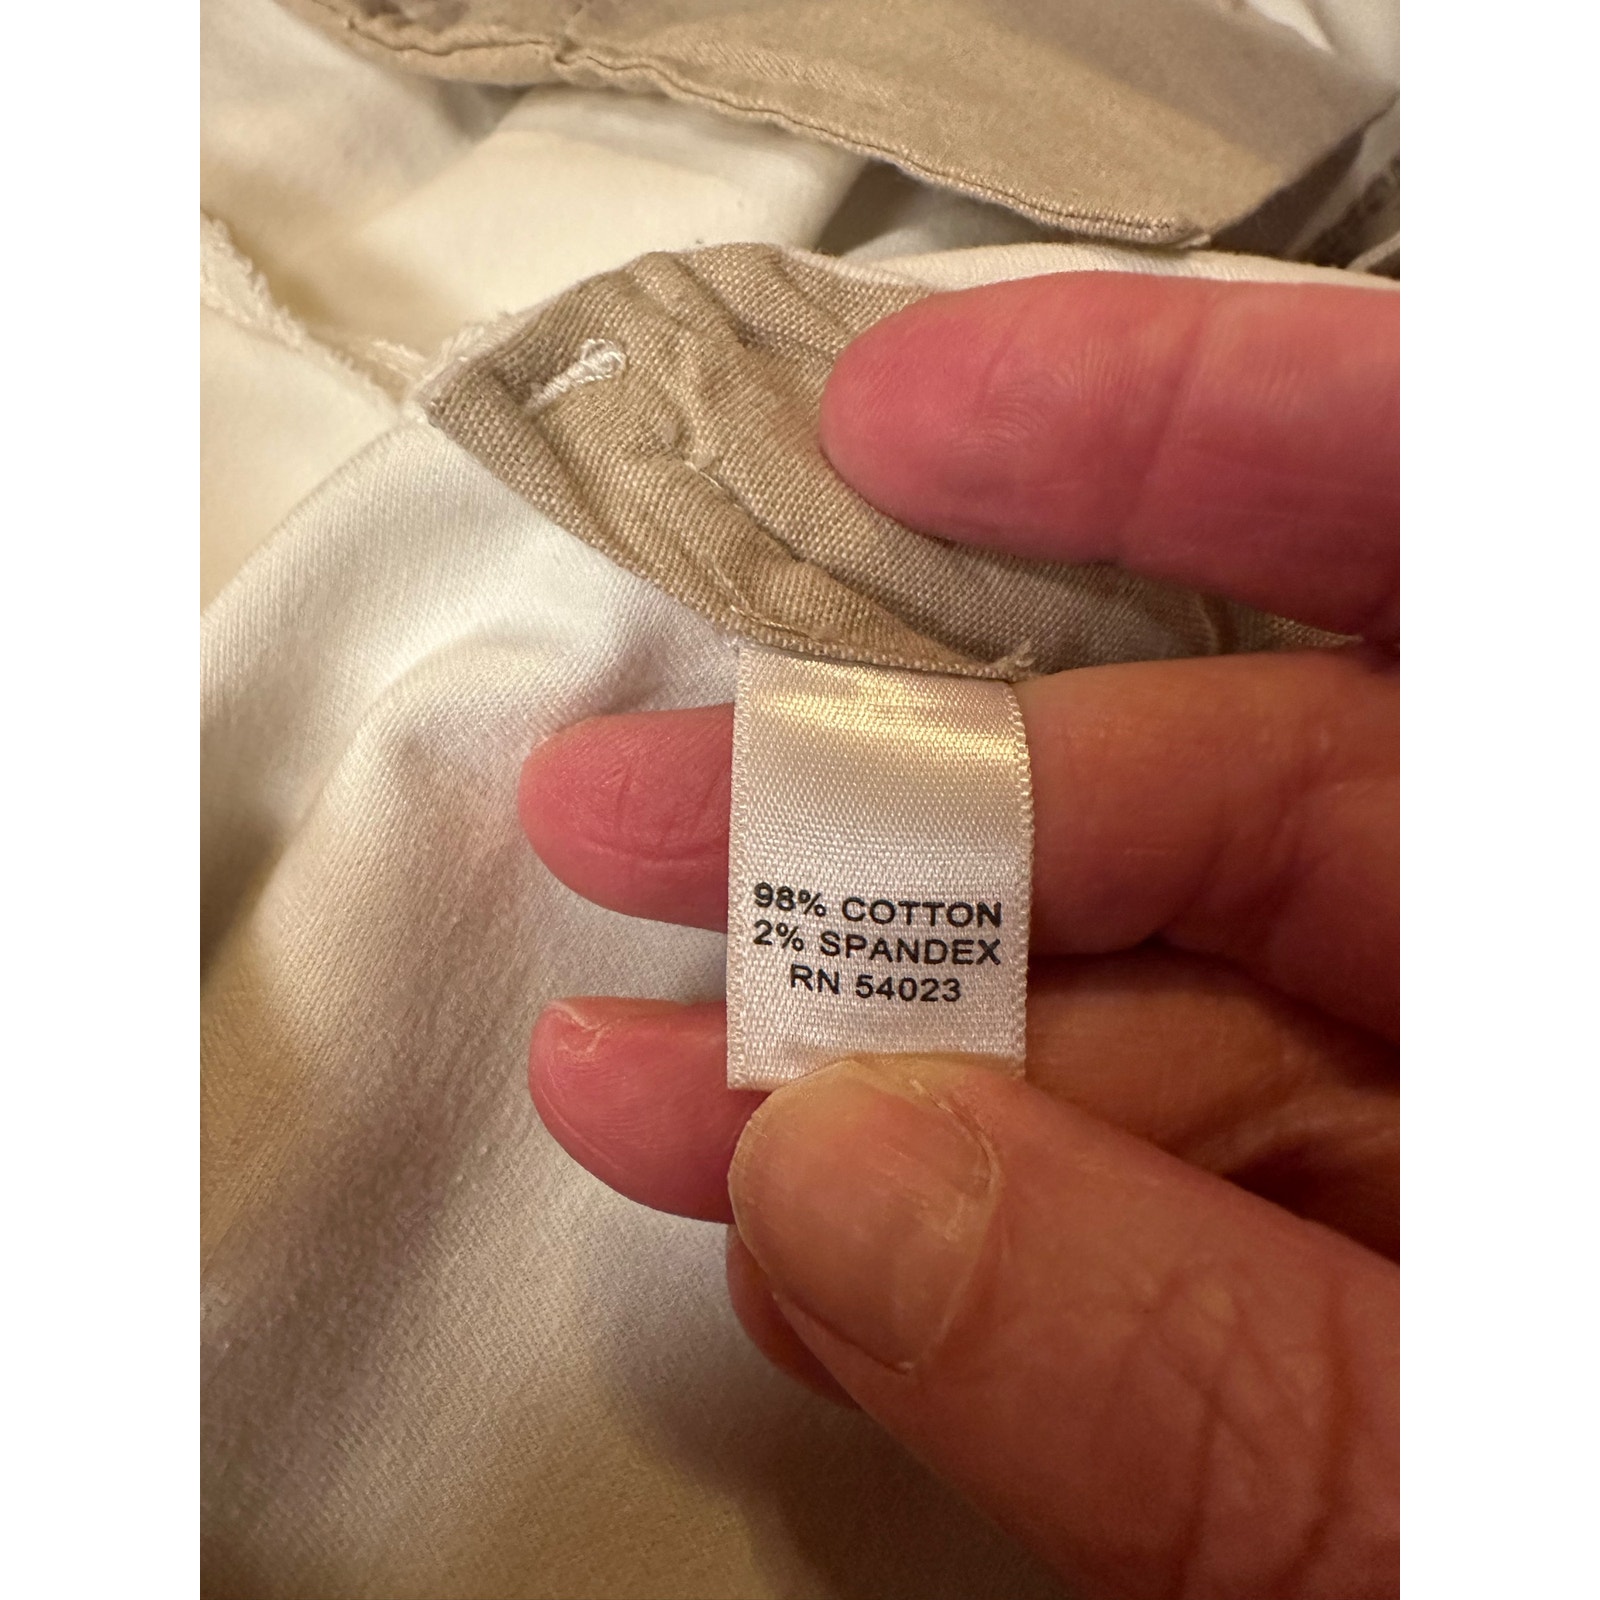 98% COTTON
2% SPANDEX
RN 54023